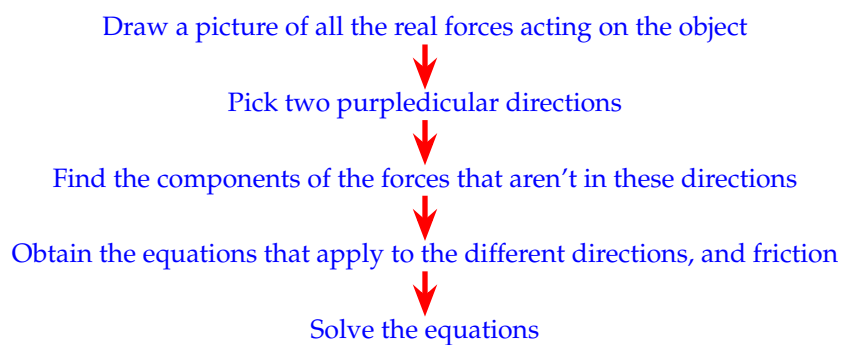 Draw a picture of all the real forces acting on the object
Pick two purpledicular directions
Find the components of the forces that aren’t in these directions
Obtain the equations that apply to the different directions, and friction
Solve the equations